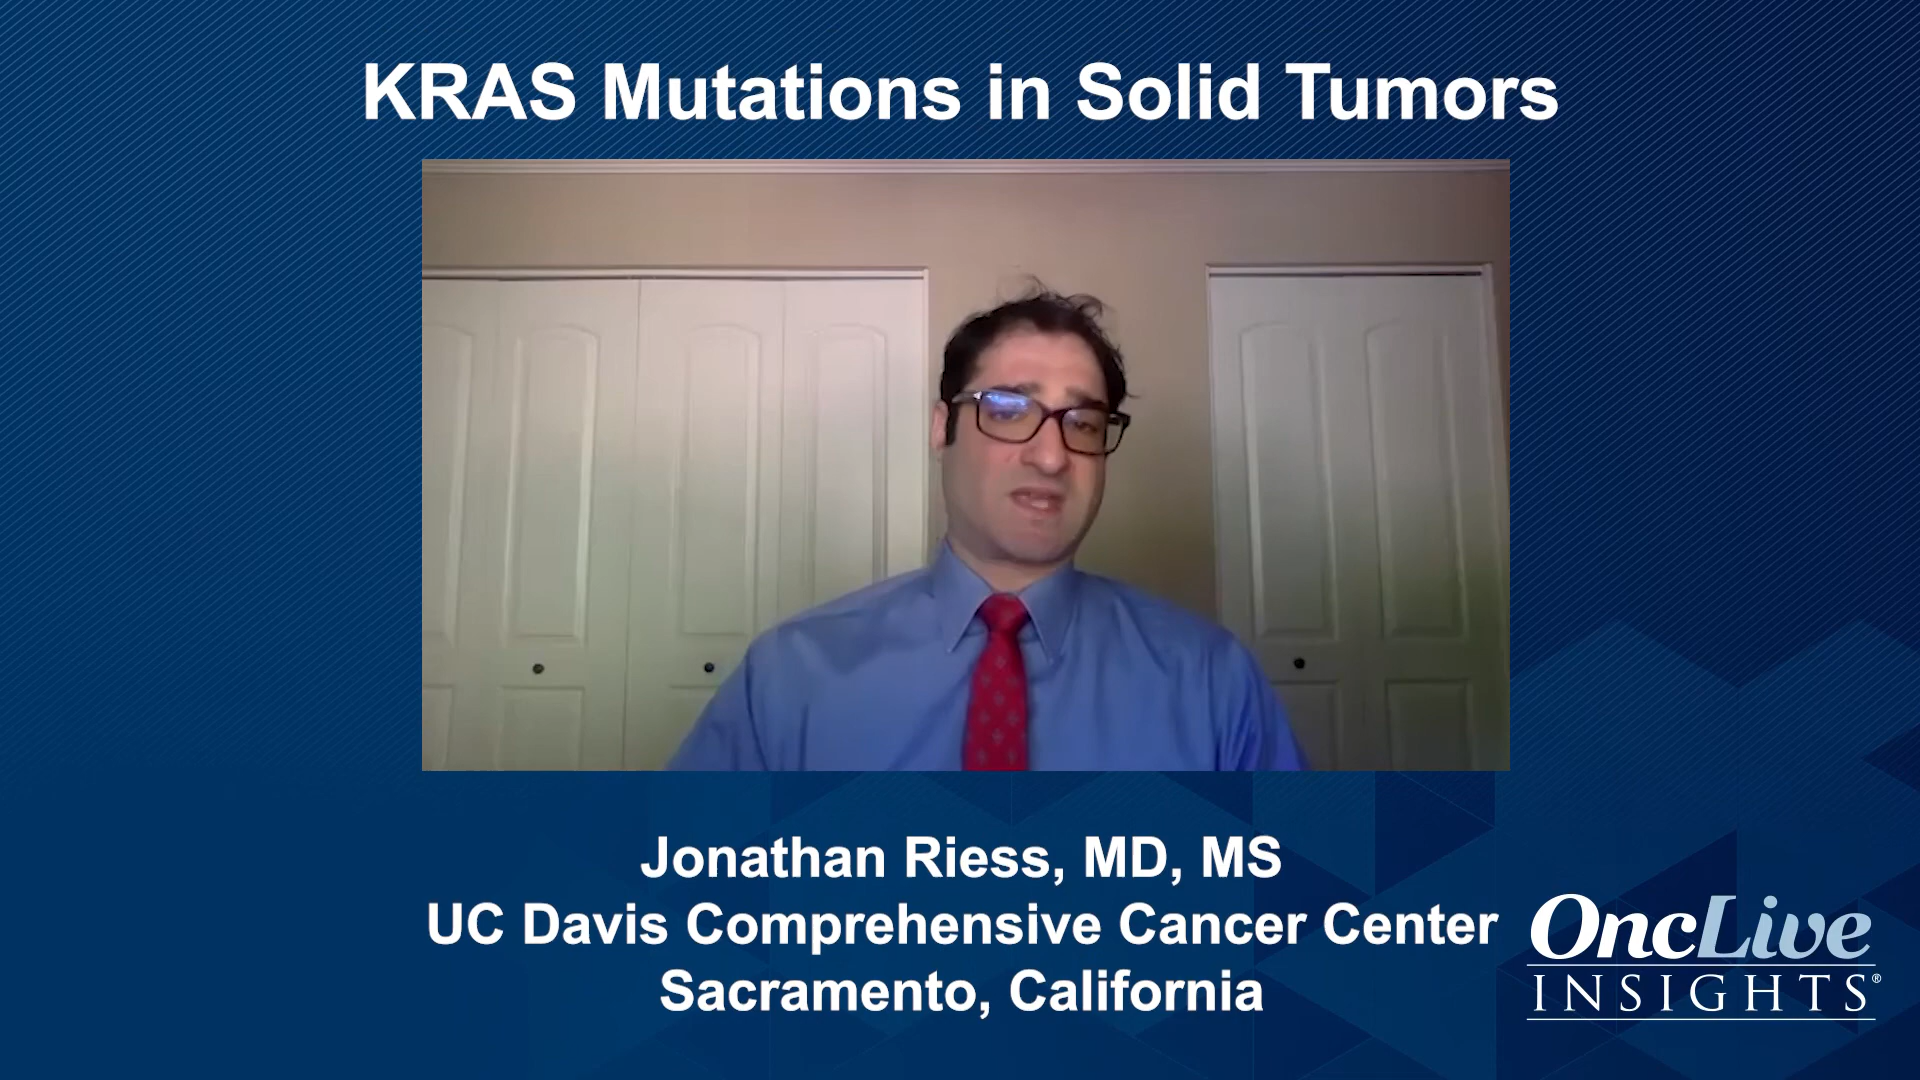 KRAS Mutations in Solid Tumors
Jonathan Riess, MD, MS
UC Davis Comprehensive Cancer Center
Sacramento, California
OncLive
INSIGHTS®